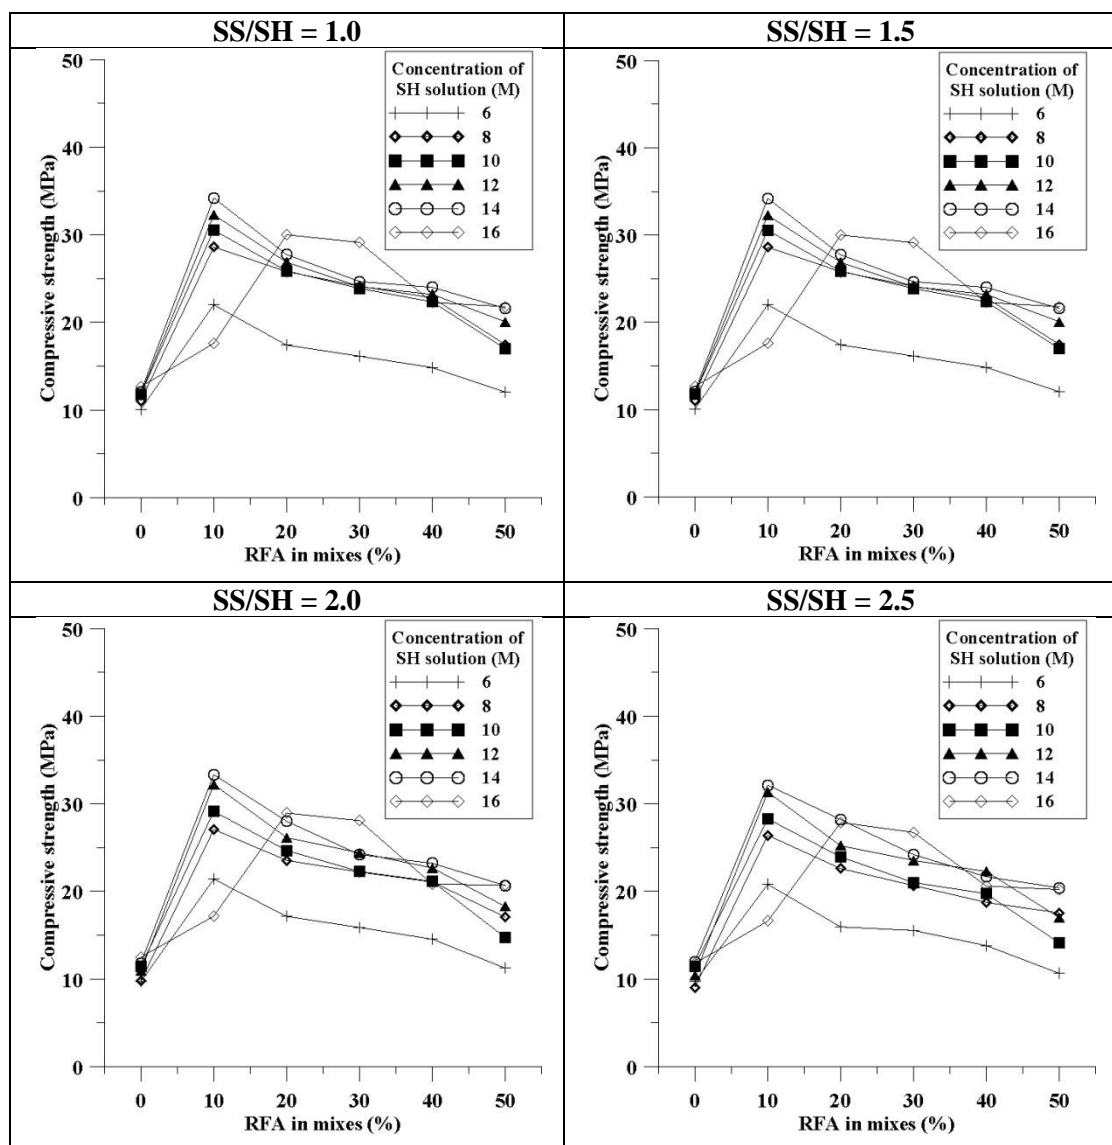 SS/SH = 1.0
Concentration of
SH solution (M)
6
8
10
12
14
16
Compressive strength (MPa)
50
40
30
20
10
0
0 10 20 30 40 50
RFA in mixes (%)
SS/SH = 1.5
Concentration of
SH solution (M)
6
8
10
12
14
16
Compressive strength (MPa)
50
40
30
20
10
0
0 10 20 30 40 50
RFA in mixes (%)
SS/SH = 2.0
Concentration of
SH solution (M)
6
8
10
12
14
16
Compressive strength (MPa)
50
40
30
20
10
0
0 10 20 30 40 50
RFA in mixes (%)
SS/SH = 2.5
Concentration of
SH solution (M)
6
8
10
12
14
16
Compressive strength (MPa)
50
40
30
20
10
0
0 10 20 30 40 50
RFA in mixes (%)